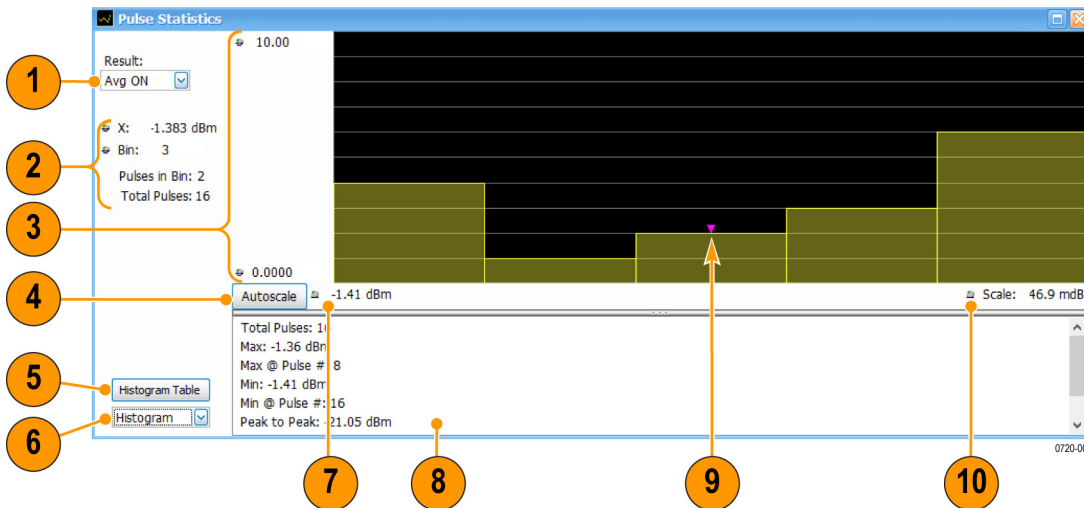 Pulse Statistics
Result:
Avg ON
X: -1.383 dBm
Bin: 3
Pulses in Bin: 2
Total Pulses: 16
10.00
0.0000
Autoscale
-1.41 dBm
Scale: 46.9 mdB
Total Pulses: 16
Max: -1.36 dBm
Max @ Pulse #: 8
Min: -1.41 dBm
Min @ Pulse #: 16
Peak to Peak: -21.05 dBm
Histogram Table
Histogram
1
2
3
4
5
6
7
8
9
10